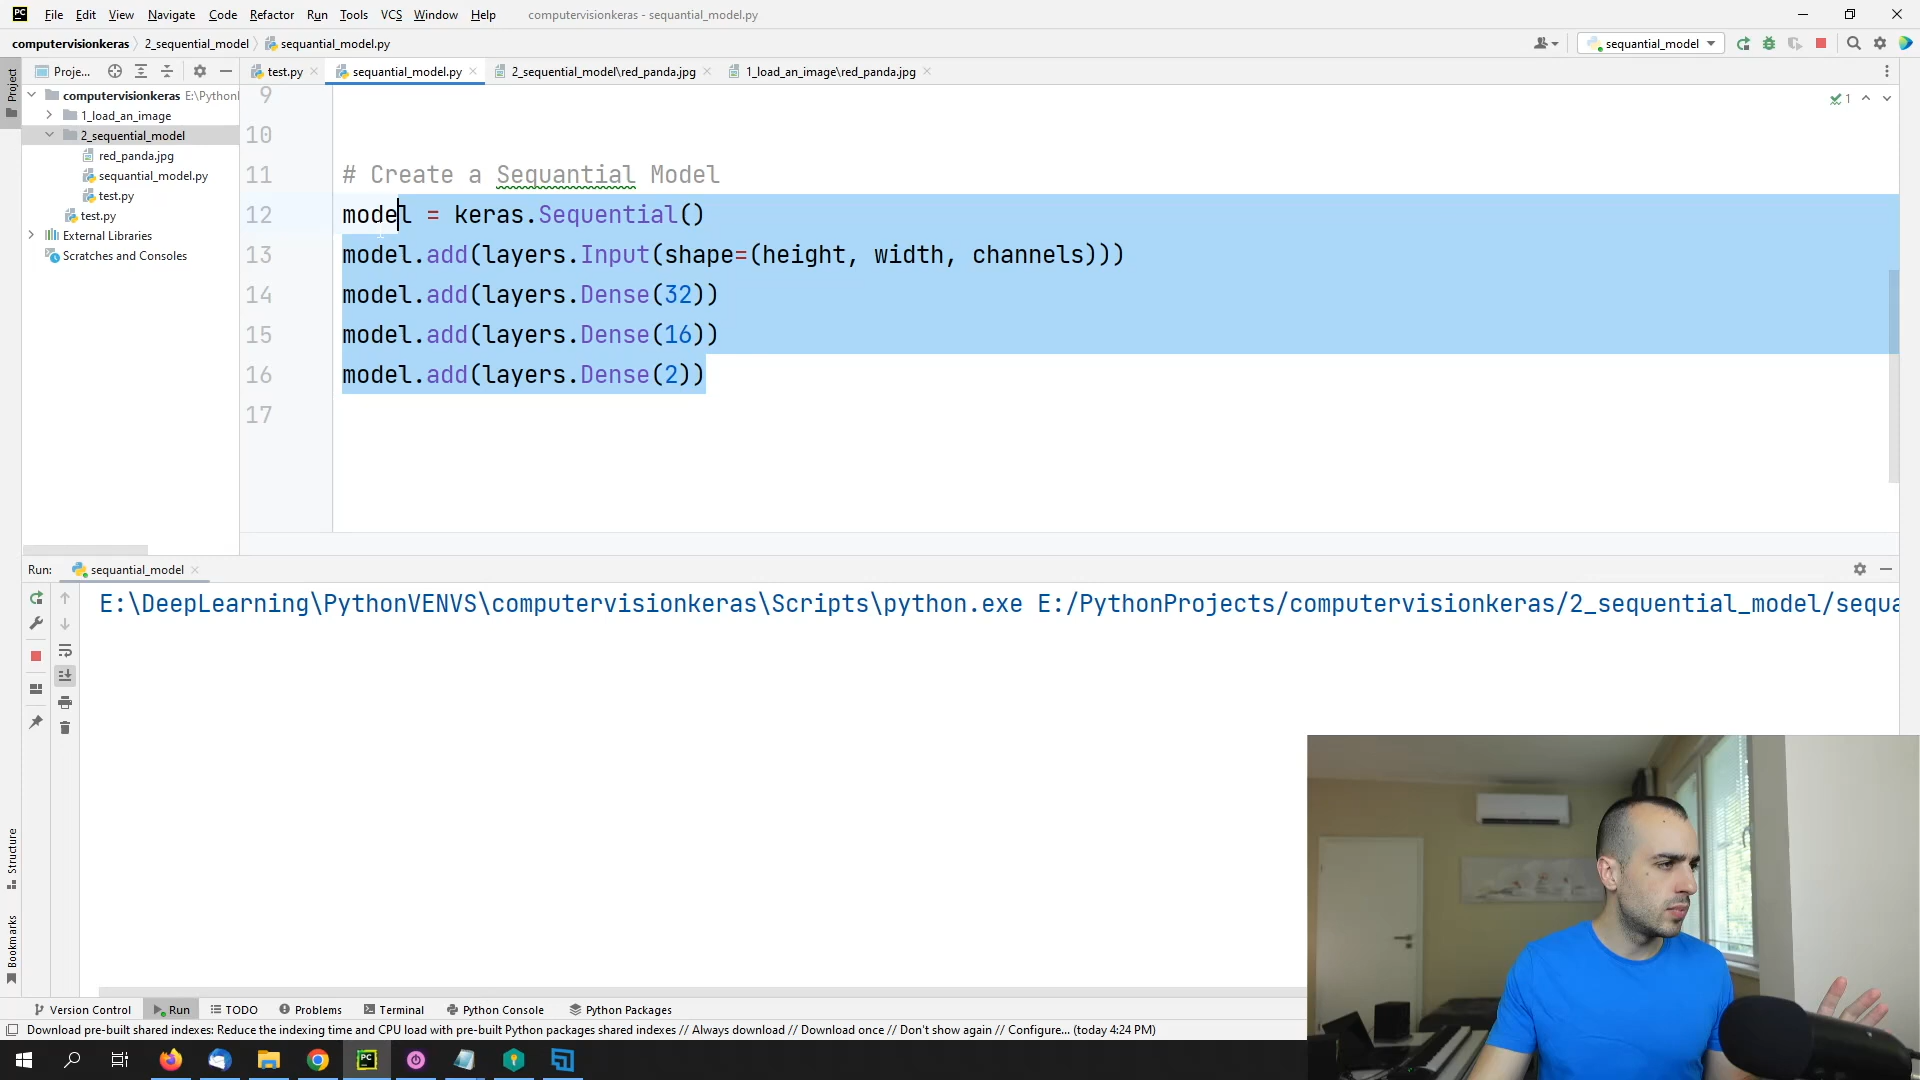 PC File Edit View Navigate Code Refactor Run Tools VCS Window Help computervisionkeras - sequantial_model.py
computervisionkeras 2_sequential_model sequantial_model.py sequantial_model
Project
Proje... test.py sequantial_model.py 2_sequential_model\red_panda.jpg 1_load_an_image\red_panda.jpg
computervisionkeras E:\Python
1_load_an_image
2_sequential_model
red_panda.jpg
sequantial_model.py
test.py
test.py
External Libraries
Scratches and Consoles
1
9
10
11 # Create a Sequantial Model
12 model = keras.Sequential()
13 model.add(layers.Input(shape=(height, width, channels)))
14 model.add(layers.Dense(32))
15 model.add(layers.Dense(16))
16 model.add(layers.Dense(2))
17
Run: sequantial_model
E:\DeepLearning\PythonVENVS\computervisionkeras\Scripts\python.exe E:/PythonProjects/computervisionkeras/2_sequential_model/sequa
Structure
Bookmarks
Version Control Run TODO Problems Terminal Python Console Python Packages
Download pre-built shared indexes: Reduce the indexing time and CPU load with pre-built Python packages shared indexes // Always download // Download once // Don't show again // Configure... (today 4:24 PM)
PC